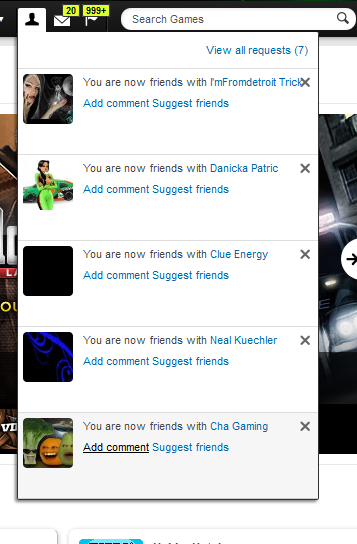 20 999+
Search Games
View all requests (7)
You are now friends with I'mFromdetroit Trick
Add comment Suggest friends
You are now friends with Danicka Patric
Add comment Suggest friends
You are now friends with Clue Energy
Add comment Suggest friends
You are now friends with Neal Kuechler
Add comment Suggest friends
You are now friends with Cha Gaming
Add comment Suggest friends